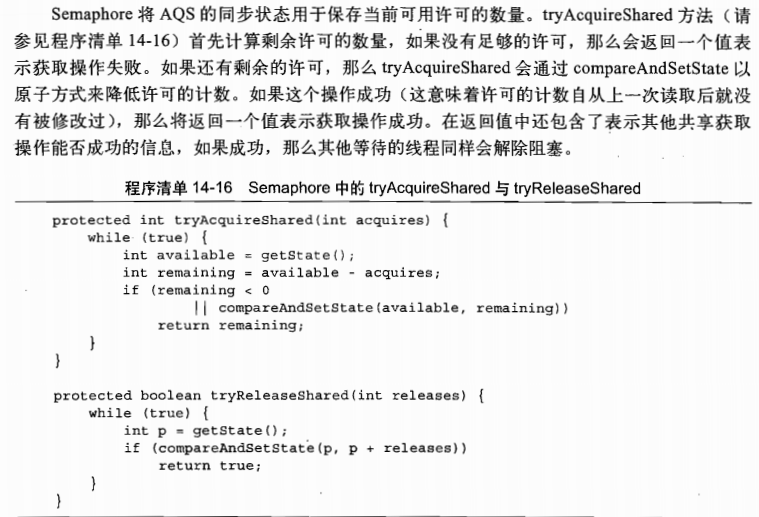 Semaphore 将 AQS 的同步状态用于保存当前可用许可的数量。tryAcquireShared 方法（请
参见程序清单 14-16）首先计算剩余许可的数量，如果没有足够的许可，那么会返回一个值表
示获取操作失败。如果还有剩余的许可，那么 tryAcquireShared 会通过 compareAndSetState 以
原子方式来降低许可的计数。如果这个操作成功（这意味着许可的计数自从上一次读取后就没
有被修改过），那么将返回一个值表示获取操作成功。在返回值中还包含了表示其他共享获取
操作能否成功的信息，如果成功，那么其他等待的线程同样会解除阻塞。
程序清单 14-16 Semaphore 中的 tryAcquireShared 与 tryReleaseShared
protected int tryAcquireShared(int acquires) {
while (true) {
int available = getState();
int remaining = available - acquires;
if (remaining < 0
|| compareAndSetState(available, remaining))
return remaining;
}
}
protected boolean tryReleaseShared(int releases) {
while (true) {
int p = getState();
if (compareAndSetState(p, p + releases))
return true;
}
}